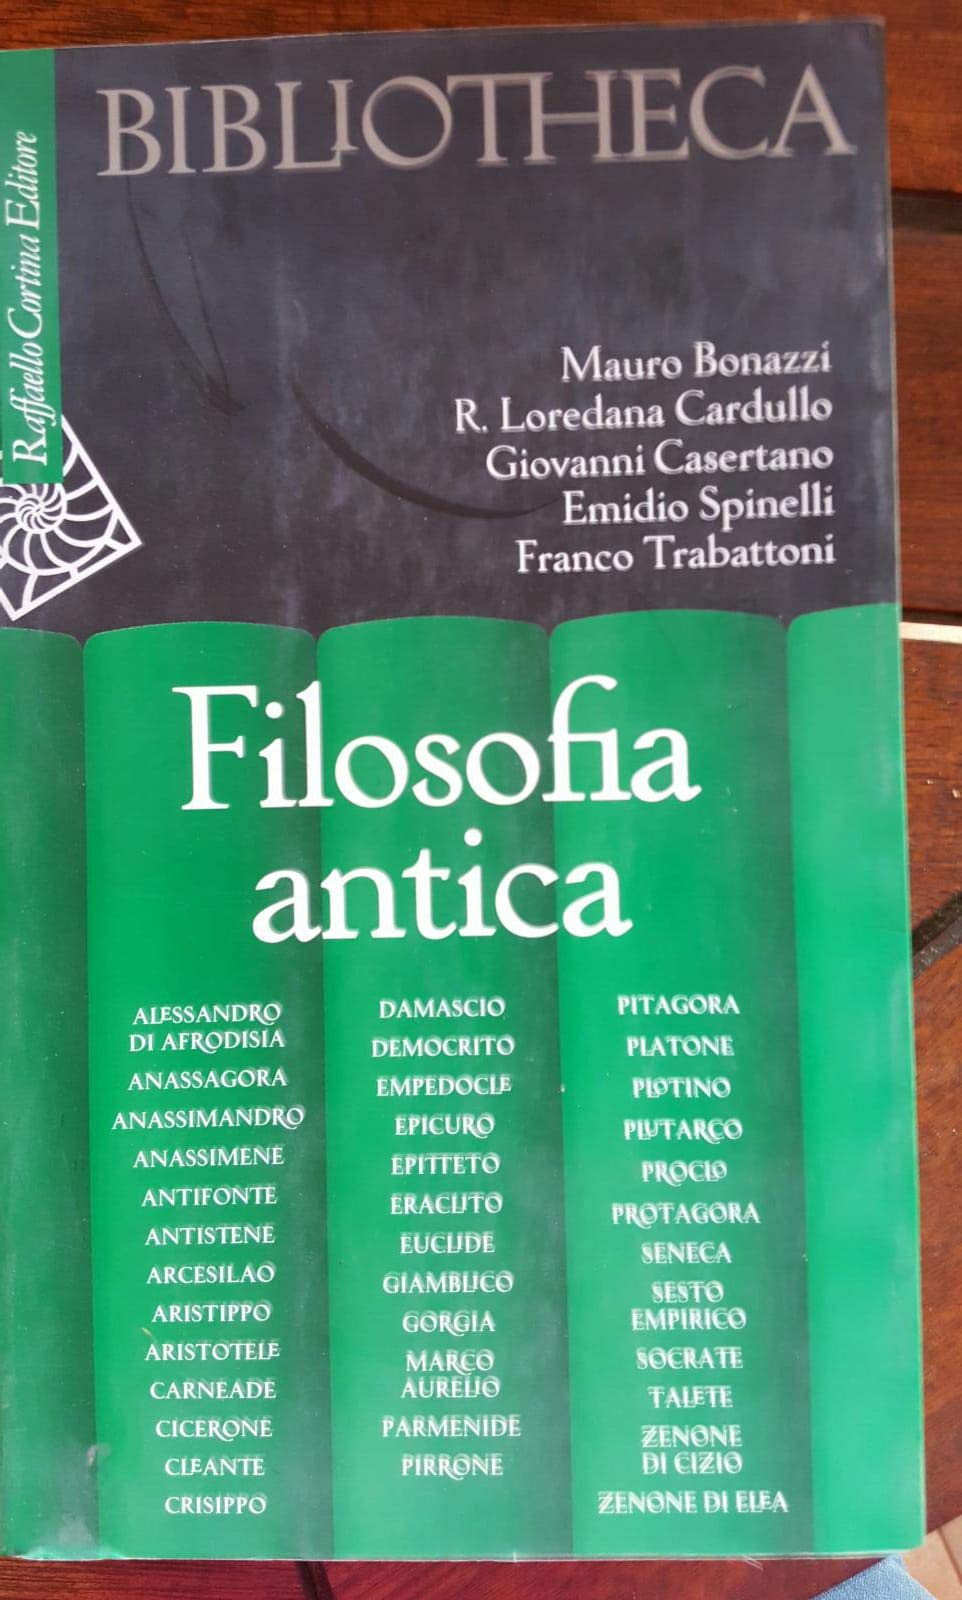 Raffaello Cortina Editore
BIBLIOTHECA
Mauro Bonazzi
R. Loredana Cardullo
Giovanni Casertano
Emidio Spinelli
Franco Trabattoni
Filosofia
antica
ALESSANDRO
DI AFRODISIA
ANASSAGORA
ANASSIMANDRO
ANASSIMENE
ANTIFONTE
ANTISTENE
ARCESILAO
ARISTIPPO
ARISTOTELE
CARNEADE
CICERONE
CLEANTE
CRISIPPO
DAMASCIO
DEMOCRITO
EMPEDOCLE
EPICURO
EPITTETO
ERACLITO
EUCLIDE
GIAMBLICO
GORGIA
MARCO
AURELIO
PARMENIDE
PIRRONE
PITAGORA
PLATONE
PLOTINO
PLUTARCO
PROCLO
PROTAGORA
SENECA
SESTO
EMPIRICO
SOCRATE
TALETE
ZENONE
DI CIZIO
ZENONE DI ELEA